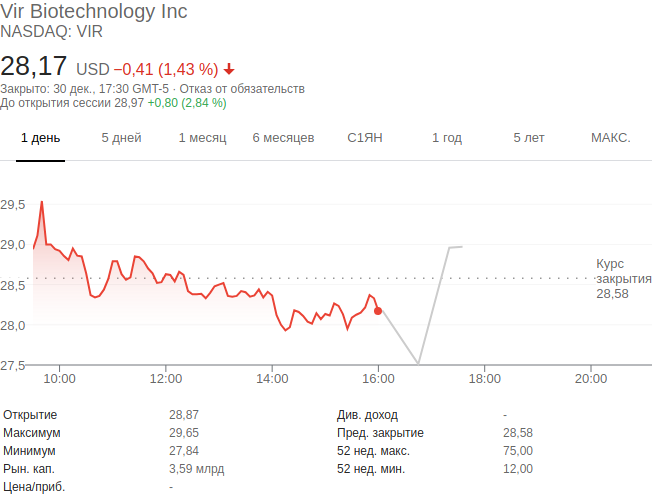 Vir Biotechnology Inc
NASDAQ: VIR
28,17 USD −0,41 (1,43 %)
Закрыто: 30 дек., 17:30 GMT-5 · Отказ от обязательств
До открытия сессии 28,97 +0,80 (2,84 %)
1 день 5 дней 1 месяц 6 месяцев С1ЯН 1 год 5 лет МАКС.
29,5
29,0
28,5
28,0
27,5
Курс
закрытия
28,58
10:00 12:00 14:00 16:00 18:00 20:00
Открытие 28,87 Див. доход -
Максимум 29,65 Пред. закрытие 28,58
Минимум 27,84 52 нед. макс. 75,00
Рын. кап. 3,59 млрд 52 нед. мин. 12,00
Цена/приб. -